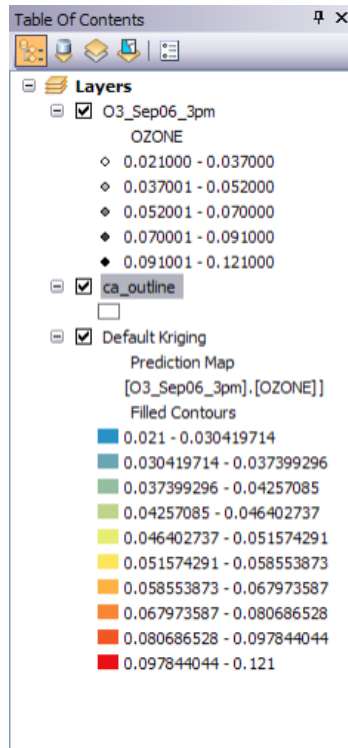 Table Of Contents
Layers
O3_Sep06_3pm
OZONE
0.021000 - 0.037000
0.037001 - 0.052000
0.052001 - 0.070000
0.070001 - 0.091000
0.091001 - 0.121000
ca_outline
Default Kriging
Prediction Map
[O3_Sep06_3pm].[OZONE]]
Filled Contours
0.021 - 0.030419714
0.030419714 - 0.037399296
0.037399296 - 0.04257085
0.04257085 - 0.046402737
0.046402737 - 0.051574291
0.051574291 - 0.058553873
0.058553873 - 0.067973587
0.067973587 - 0.080686528
0.080686528 - 0.097844044
0.097844044 - 0.121